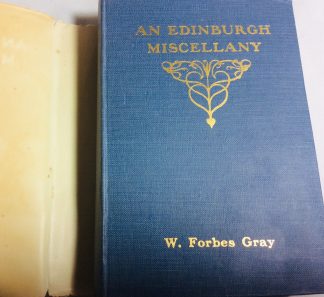 AN EDINBURGH
MISCELLANY
W. Forbes Gray